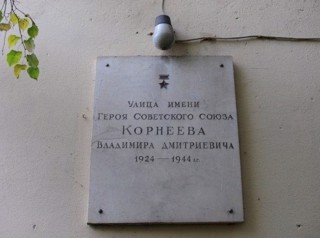 Улица имени
Героя Советского Союза
Корнеева
Владимира Дмитриевича
1924 — 1944 гг.